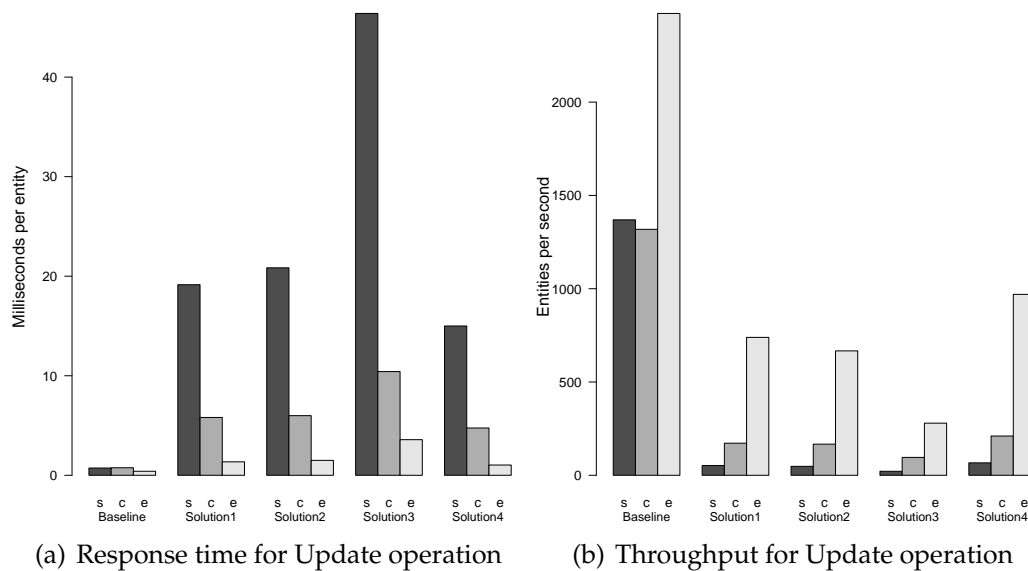 Milliseconds per entity
40
30
20
10
0
s c e s c e s c e s c e s c e
Baseline Solution1 Solution2 Solution3 Solution4
(a) Response time for Update operation
Entities per second
2000
1500
1000
500
0
s c e s c e s c e s c e s c e
Baseline Solution1 Solution2 Solution3 Solution4
(b) Throughput for Update operation